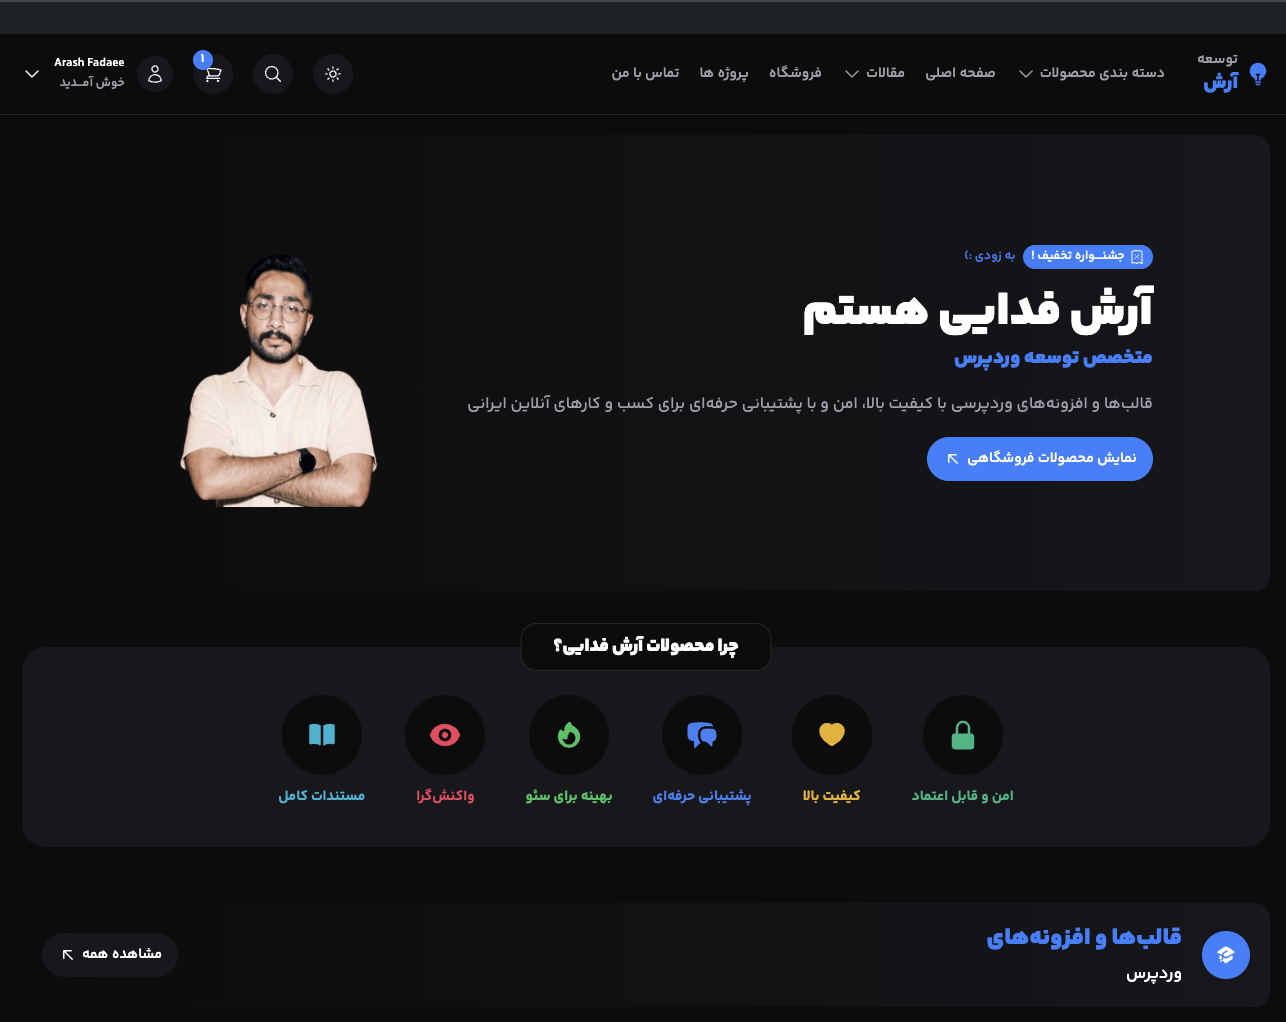 توسعه
آرش
دسته بندی محصولات
صفحه اصلی
مقالات
فروشگاه
پروژه ها
تماس با من
۱
Arash Fadaee
خوش آمــدید
جشنــواره تخفیف !
به زودی :)
آرش فدایی هستم
متخصص توسعه وردپرس
قالب‌ها و افزونه‌های وردپرسی با کیفیت بالا، امن و با پشتیبانی حرفه‌ای برای کسب و کارهای آنلاین ایرانی
نمایش محصولات فروشگاهی
چرا محصولات آرش فدایی؟
امن و قابل اعتماد
کیفیت بالا
پشتیبانی حرفه‌ای
بهینه برای سئو
واکنش‌گرا
مستندات کامل
قالب‌ها و افزونه‌های
وردپرس
مشاهده همه